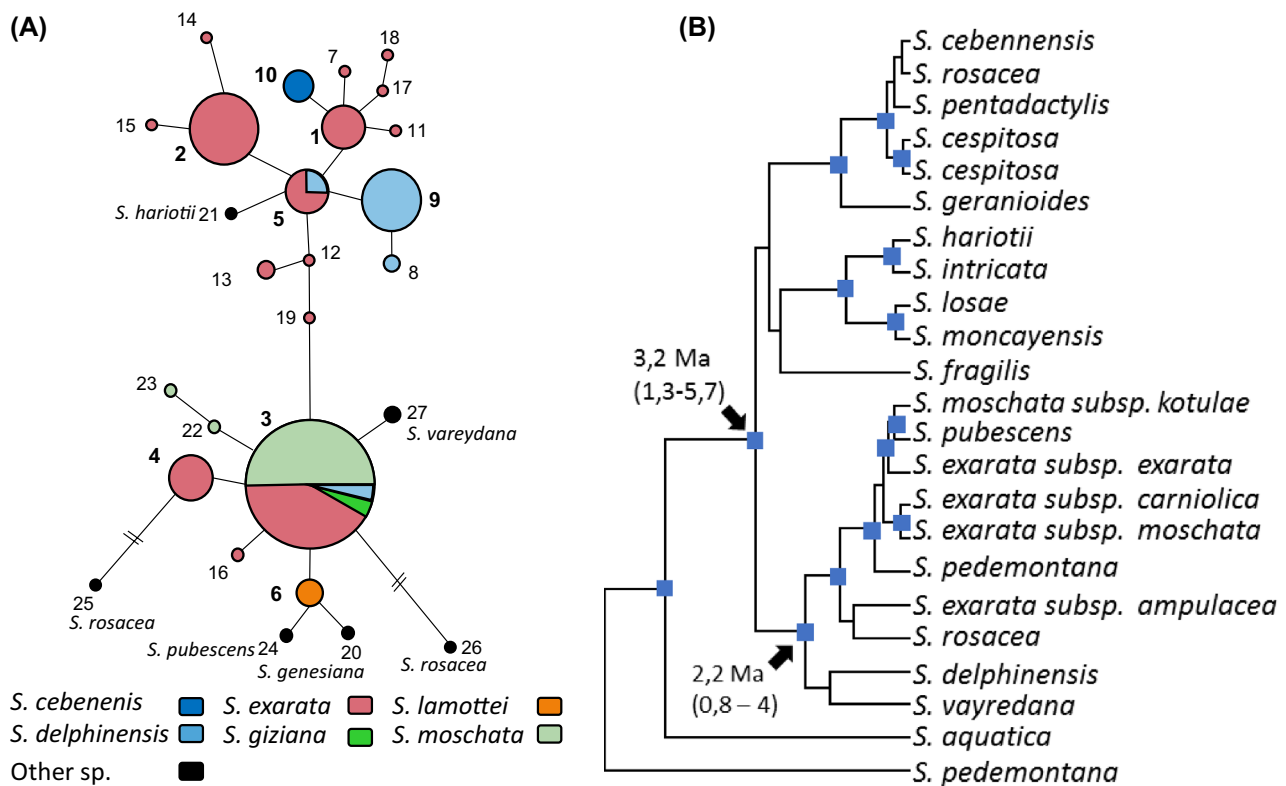 (A)
14
18
7
10
17
15
1
11
2
9
S. hariotii 21
5
8
12
13
19
23
3
27
22
S. vareydana
4
16
6
25
S. rosacea
24
20
26
S. pubescens
S. genesiana
S. rosacea
S. cebenenis
S. exarata
S. lamottei
S. delphinensis
S. giziana
S. moschata
Other sp.
(B)
S. cebennensis
S. rosacea
S. pentadactylis
S. cespitosa
S. cespitosa
S. geranioides
S. hariotii
S. intricata
S. losae
S. moncayensis
3,2 Ma
(1,3-5,7)
S. fragilis
S. moschata subsp. kotulae
S. pubescens
S. exarata subsp. exarata
S. exarata subsp. carniolica
S. exarata subsp. moschata
S. pedemontana
S. exarata subsp. ampulacea
S. rosacea
2,2 Ma
(0,8 – 4)
S. delphinensis
S. vayredana
S. aquatica
S. pedemontana